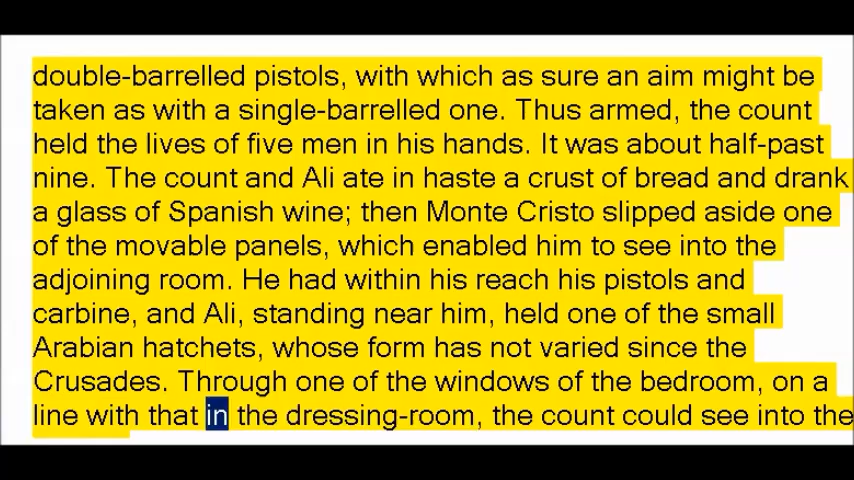 double-barrelled pistols, with which as sure an aim might be
taken as with a single-barrelled one. Thus armed, the count
held the lives of five men in his hands. It was about half-past
nine. The count and Ali ate in haste a crust of bread and drank
a glass of Spanish wine; then Monte Cristo slipped aside one
of the movable panels, which enabled him to see into the
adjoining room. He had within his reach his pistols and
carbine, and Ali, standing near him, held one of the small
Arabian hatchets, whose form has not varied since the
Crusades. Through one of the windows of the bedroom, on a
line with that in the dressing-room, the count could see into the